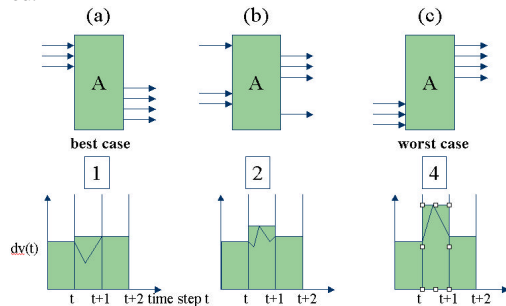 (a) (b) (c)
A A A
best case worst case
1 2 4
dv(t)
t t+1 t+2 time step t t t+1 t+2 t t+1 t+2